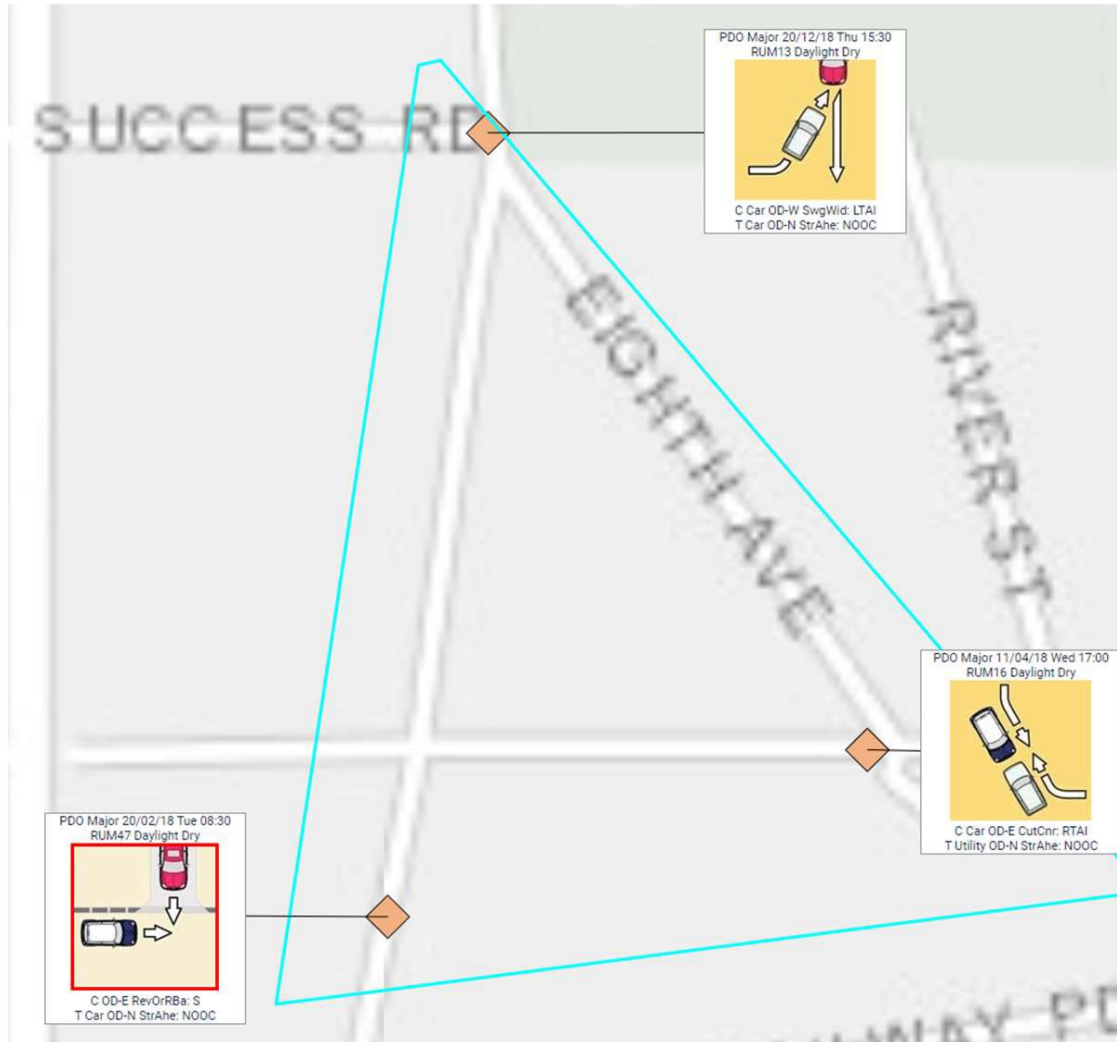 PDO Major 20/12/18 Thu 15:30
RUM13 Daylight Dry
C Car OD-W SwgWid: LTAI
T Car OD-N StrAhe: NOOC
SUCCESS RD
EIGHTH AVE
RIVER ST
PDO Major 11/04/18 Wed 17:00
RUM16 Daylight Dry
C Car OD-E CutCnr: RTAI
T Utility OD-N StrAhe: NOOC
PDO Major 20/02/18 Tue 08:30
RUM47 Daylight Dry
C OD-E RevOrRBa: S
T Car OD-N StrAhe: NOOC